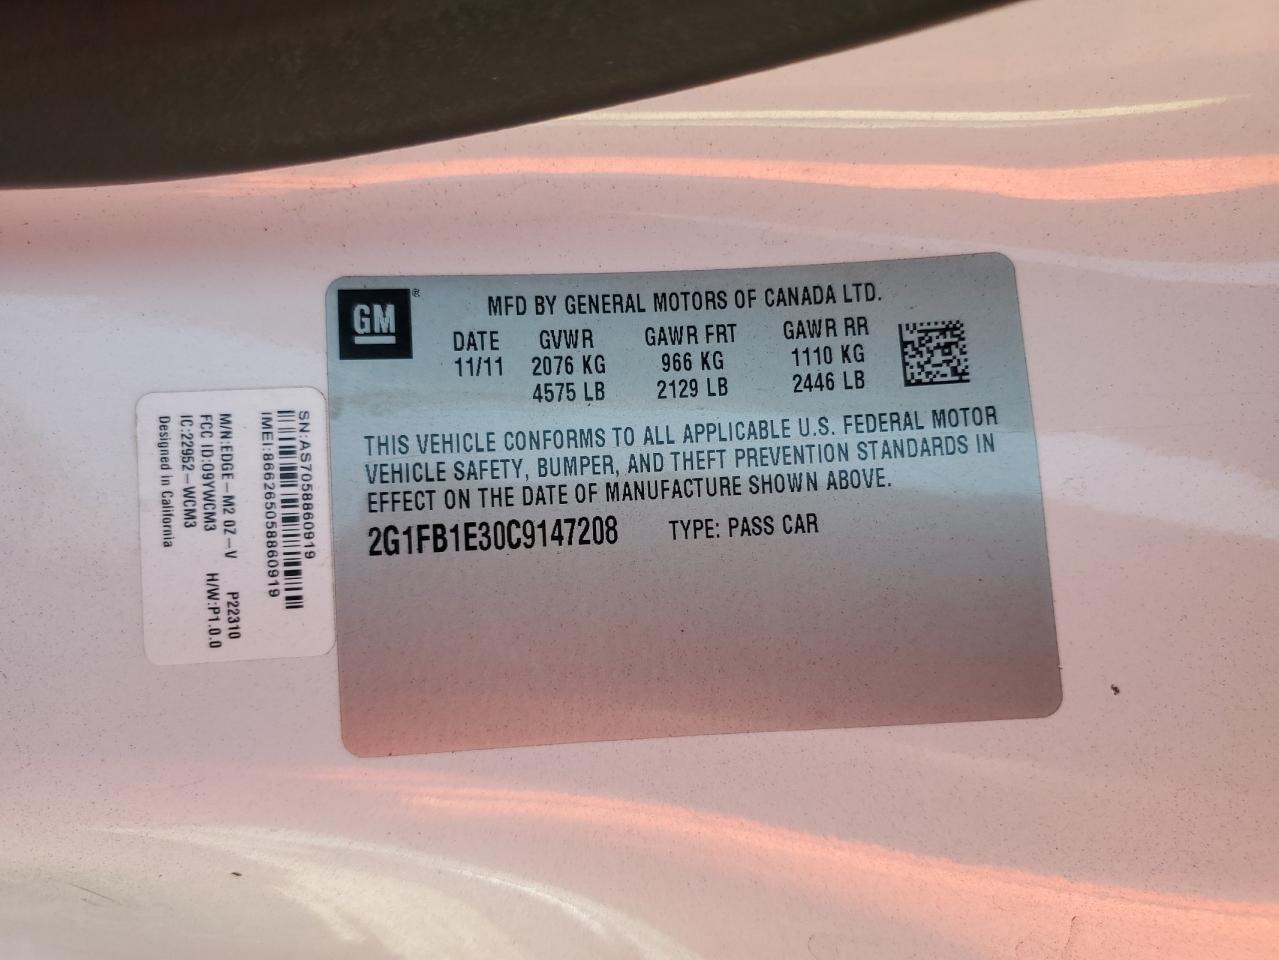 GM®
MFD BY GENERAL MOTORS OF CANADA LTD.
DATE GVWR GAWR FRT GAWR RR
11/11 2076 KG 966 KG 1110 KG
4575 LB 2129 LB 2446 LB
THIS VEHICLE CONFORMS TO ALL APPLICABLE U.S. FEDERAL MOTOR
VEHICLE SAFETY, BUMPER, AND THEFT PREVENTION STANDARDS IN
EFFECT ON THE DATE OF MANUFACTURE SHOWN ABOVE.
2G1FB1E30C9147208 TYPE: PASS CAR
SN:AS7058860919
IMEI:866265058860919
M/N:EDGE-M2 0Z-V P22310
FCC ID:09YWCM3 H/W:P1.0.0
IC:22952-WCM3
Designed in California